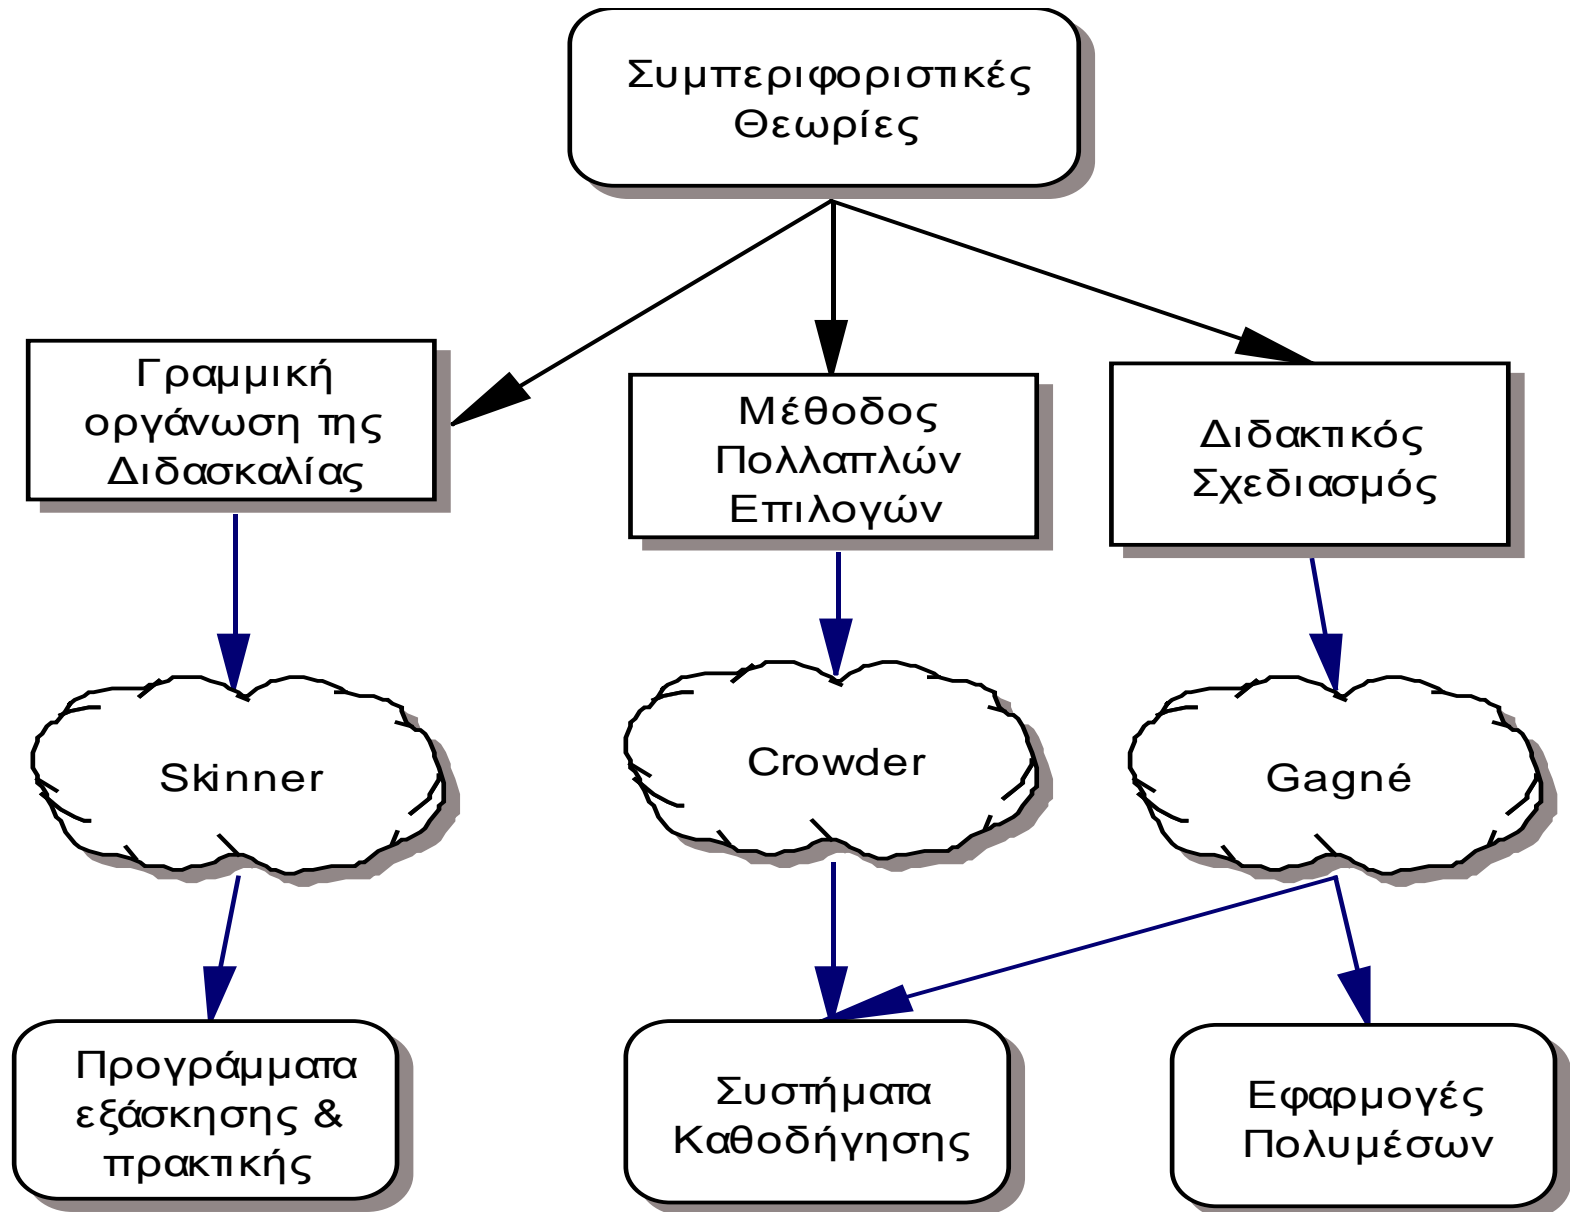 Συμπεριφοριστικές
Θεωρίες
Γραμμική
οργάνωση της
Διδασκαλίας
Μέθοδος
Πολλαπλών
Επιλογών
Διδακτικός
Σχεδιασμός
Skinner
Crowder
Gagné
Προγράμματα
εξάσκησης &
πρακτικής
Συστήματα
Καθοδήγησης
Εφαρμογές
Πολυμέσων